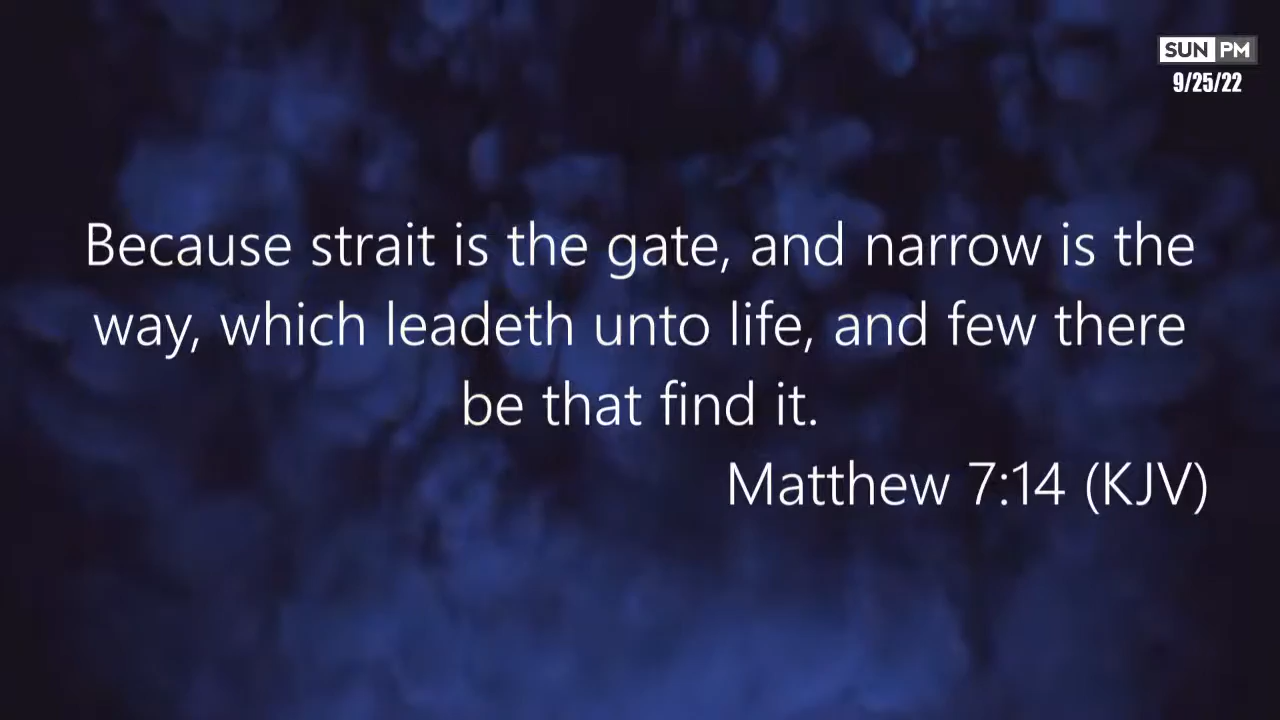 SUN PM
9/25/22
Because strait is the gate, and narrow is the
way, which leadeth unto life, and few there
be that find it.
Matthew 7:14 (KJV)